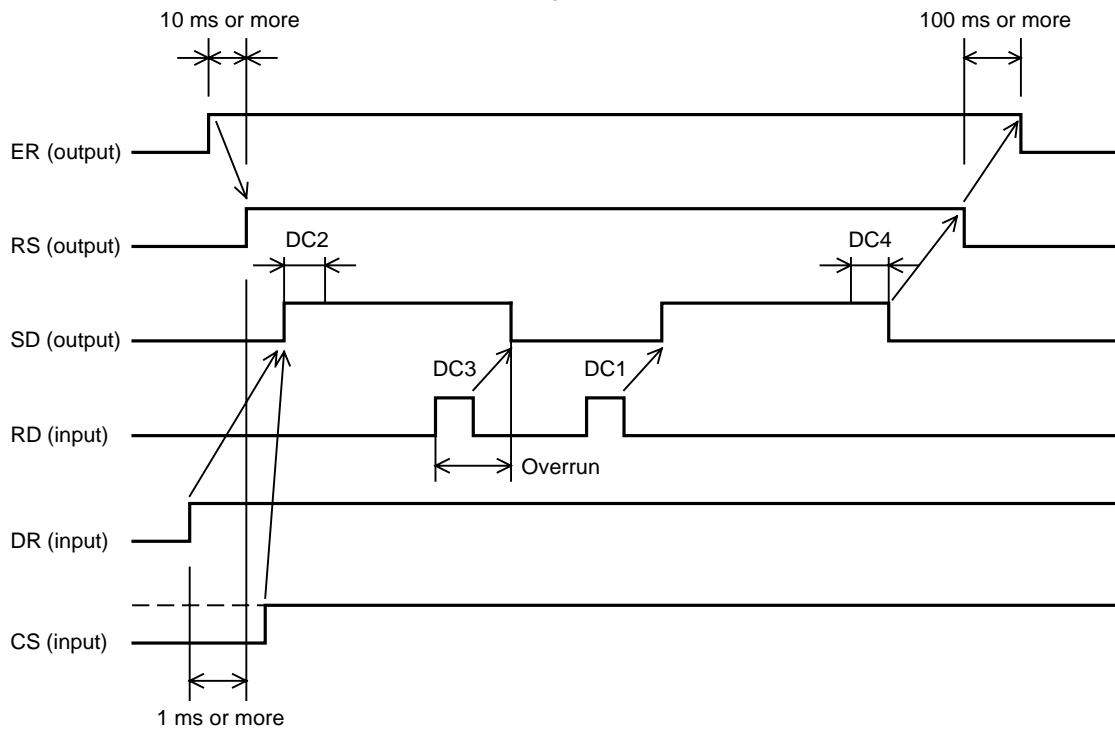 10 ms or more
100 ms or more
ER (output)
RS (output)
DC2
DC4
SD (output)
DC3
DC1
RD (input)
Overrun
DR (input)
CS (input)
1 ms or more